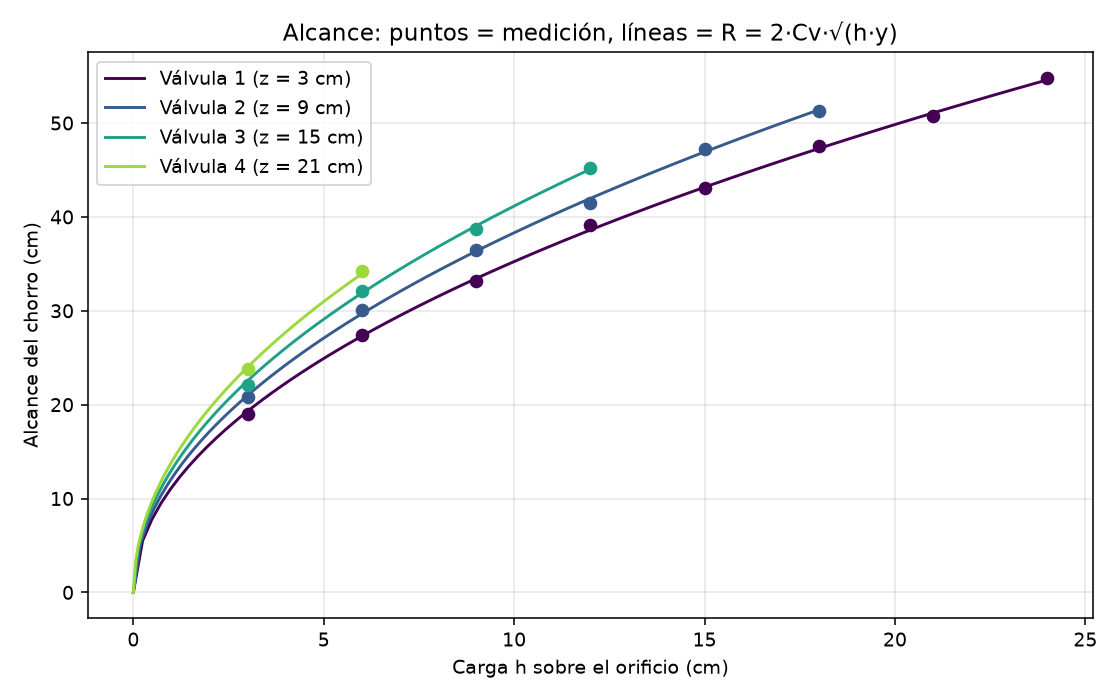 Alcance: puntos = medición, líneas = R = 2·Cv·√(h·y)
Válvula 1 (z = 3 cm)
Válvula 2 (z = 9 cm)
Válvula 3 (z = 15 cm)
Válvula 4 (z = 21 cm)
Alcance del chorro (cm)
50
40
30
20
10
0
0 5 10 15 20 25
Carga h sobre el orificio (cm)